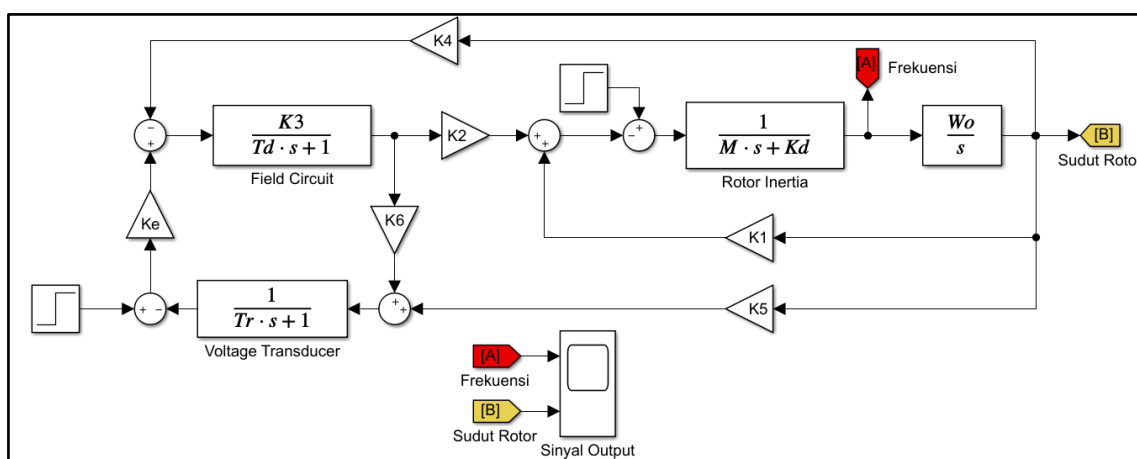 K4
[A]
Frekuensi
K3
Td · s + 1
Field Circuit
K2
1
M · s + Kd
Rotor Inertia
Wo
s
[B]
Sudut Roto
Ke
K6
K1
1
Tr · s + 1
Voltage Transducer
K5
[A]
Frekuensi
[B]
Sudut Rotor
Sinyal Output